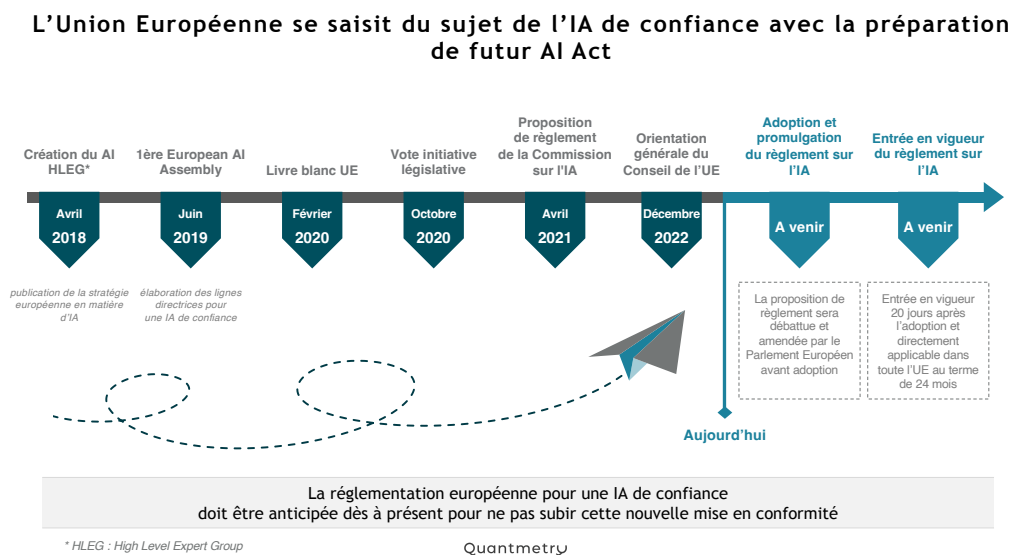 L’Union Européenne se saisit du sujet de l’IA de confiance avec la préparation
de futur AI Act
Création du AI
HLEG*
1ère European AI
Assembly
Livre blanc UE
Vote initiative
législative
Proposition
de règlement
de la Commission
sur l'IA
Orientation
générale du
Conseil de l’UE
Adoption et
promulgation
du règlement sur
l’IA
Entrée en vigueur
du règlement sur
l’IA
Avril
2018
Juin
2019
Février
2020
Octobre
2020
Avril
2021
Décembre
2022
A venir
A venir
publication de la stratégie
européenne en matière
d’IA
élaboration des lignes
directrices pour
une IA de confiance
La proposition de
règlement sera
débattue et
amendée par le
Parlement Européen
avant adoption
Entrée en vigueur
20 jours après
l’adoption et
directement
applicable dans
toute l’UE au terme
de 24 mois
Aujourd’hui
La réglementation européenne pour une IA de confiance
doit être anticipée dès à présent pour ne pas subir cette nouvelle mise en conformité
* HLEG : High Level Expert Group
Quantmetry